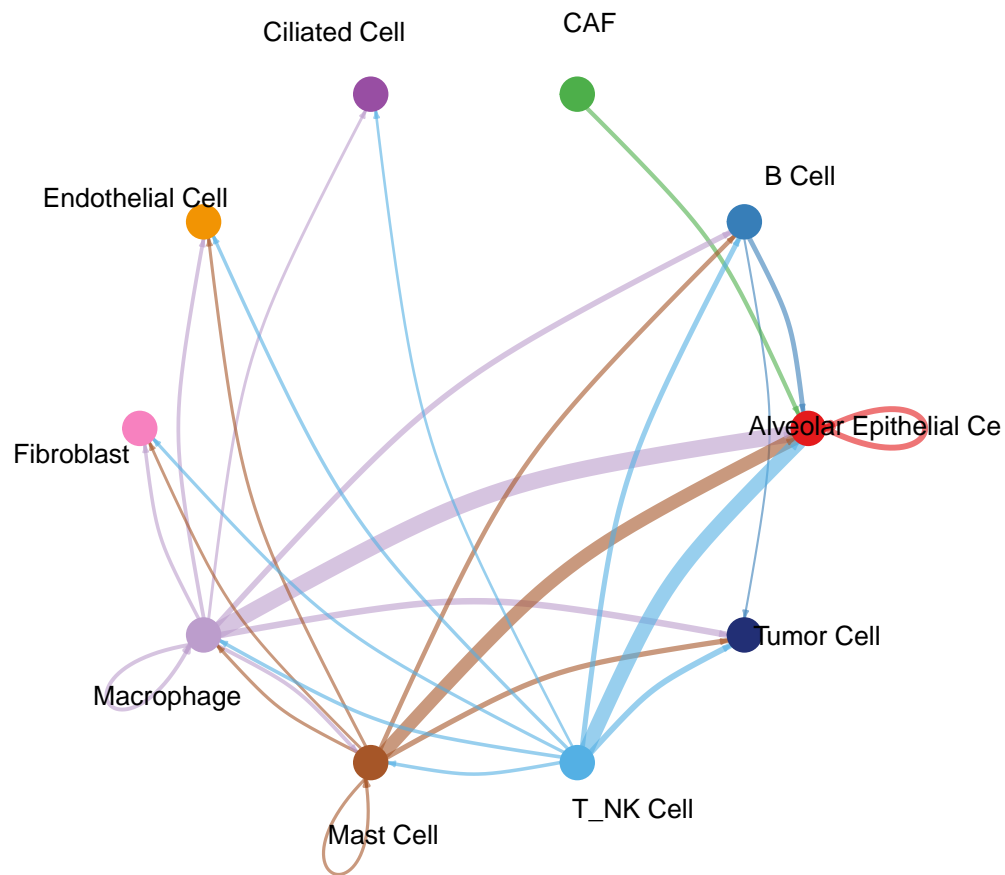 CAF
Ciliated Cell
B Cell
Endothelial Cell
Alveolar Epithelial Ce
Fibroblast
Tumor Cell
Macrophage
T_NK Cell
Mast Cell